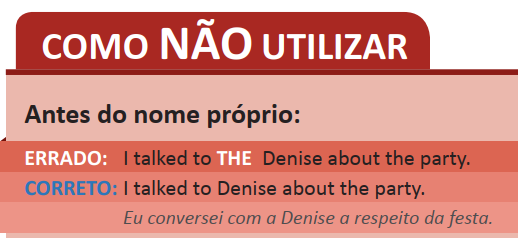 COMO NÃO UTILIZAR
Antes do nome próprio:
ERRADO: I talked to THE Denise about the party.
CORRETO: I talked to Denise about the party.
Eu conversei com a Denise a respeito da festa.